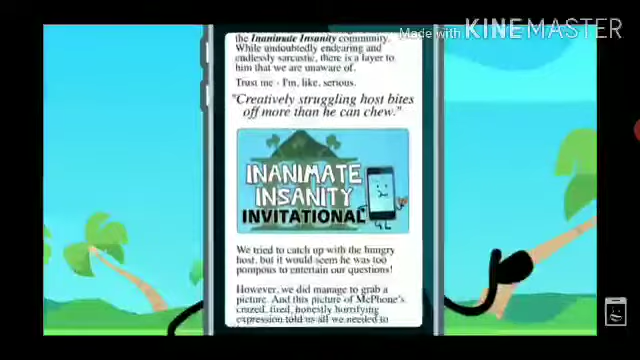 Made with KINEMASTER
the Inanimate Insanity community.
While undoubtedly endearing and
endlessly sarcastic, there is a layer to
him that we are unaware of.
Trust me - I'm, like, serious.
"Creatively struggling host bites
off more than he can chew."
INANIMATE
INSANITY
INVITATIONAL
We tried to catch up with the hungry
host, but it would seem he was too
pompous to entertain our questions!
However, we did manage to grab a
picture. And this picture of MePhone's
crazed, tired, honestly horrifying
expression told us all we needed to